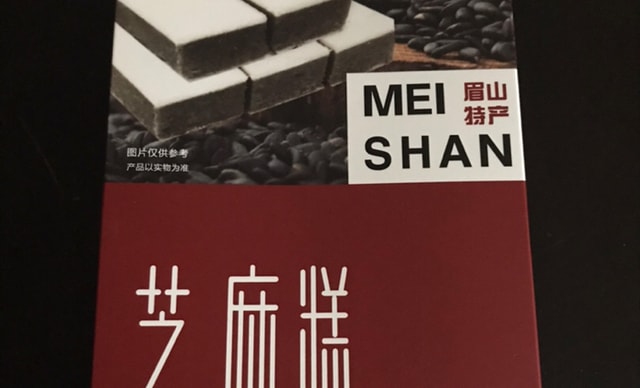 MEI 眉山
特产
SHAN
图片仅供参考
产品以实物为准
芝麻糕